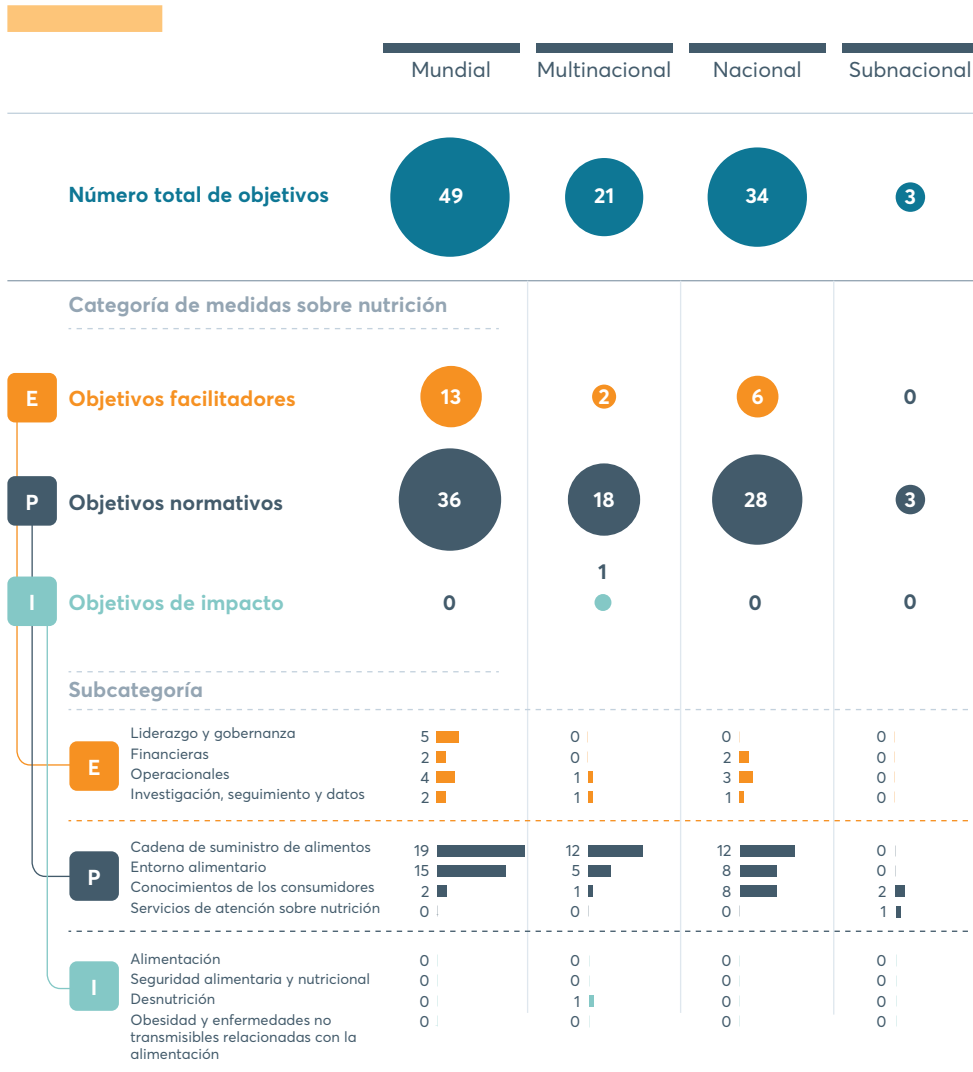 Mundial Multinacional Nacional Subnacional
Número total de objetivos 49 21 34 3
Categoría de medidas sobre nutrición
E Objetivos facilitadores 13 2 6 0
P Objetivos normativos 36 18 28 3
1
I Objetivos de impacto 0 0 0
Subcategoría
E
Liderazgo y gobernanza 5 0 0 0
Financieras 2 0 2 0
Operacionales 4 1 3 0
Investigación, seguimiento y datos 2 1 1 0
P
Cadena de suministro de alimentos 19 12 12 0
Entorno alimentario 15 5 8 0
Conocimientos de los consumidores 2 1 8 2
Servicios de atención sobre nutrición 0 0 0 1
I
Alimentación 0 0 0 0
Seguridad alimentaria y nutricional 0 0 0 0
Desnutrición 0 1 0 0
Obesidad y enfermedades no 0 0 0 0
transmisibles relacionadas con la
alimentación